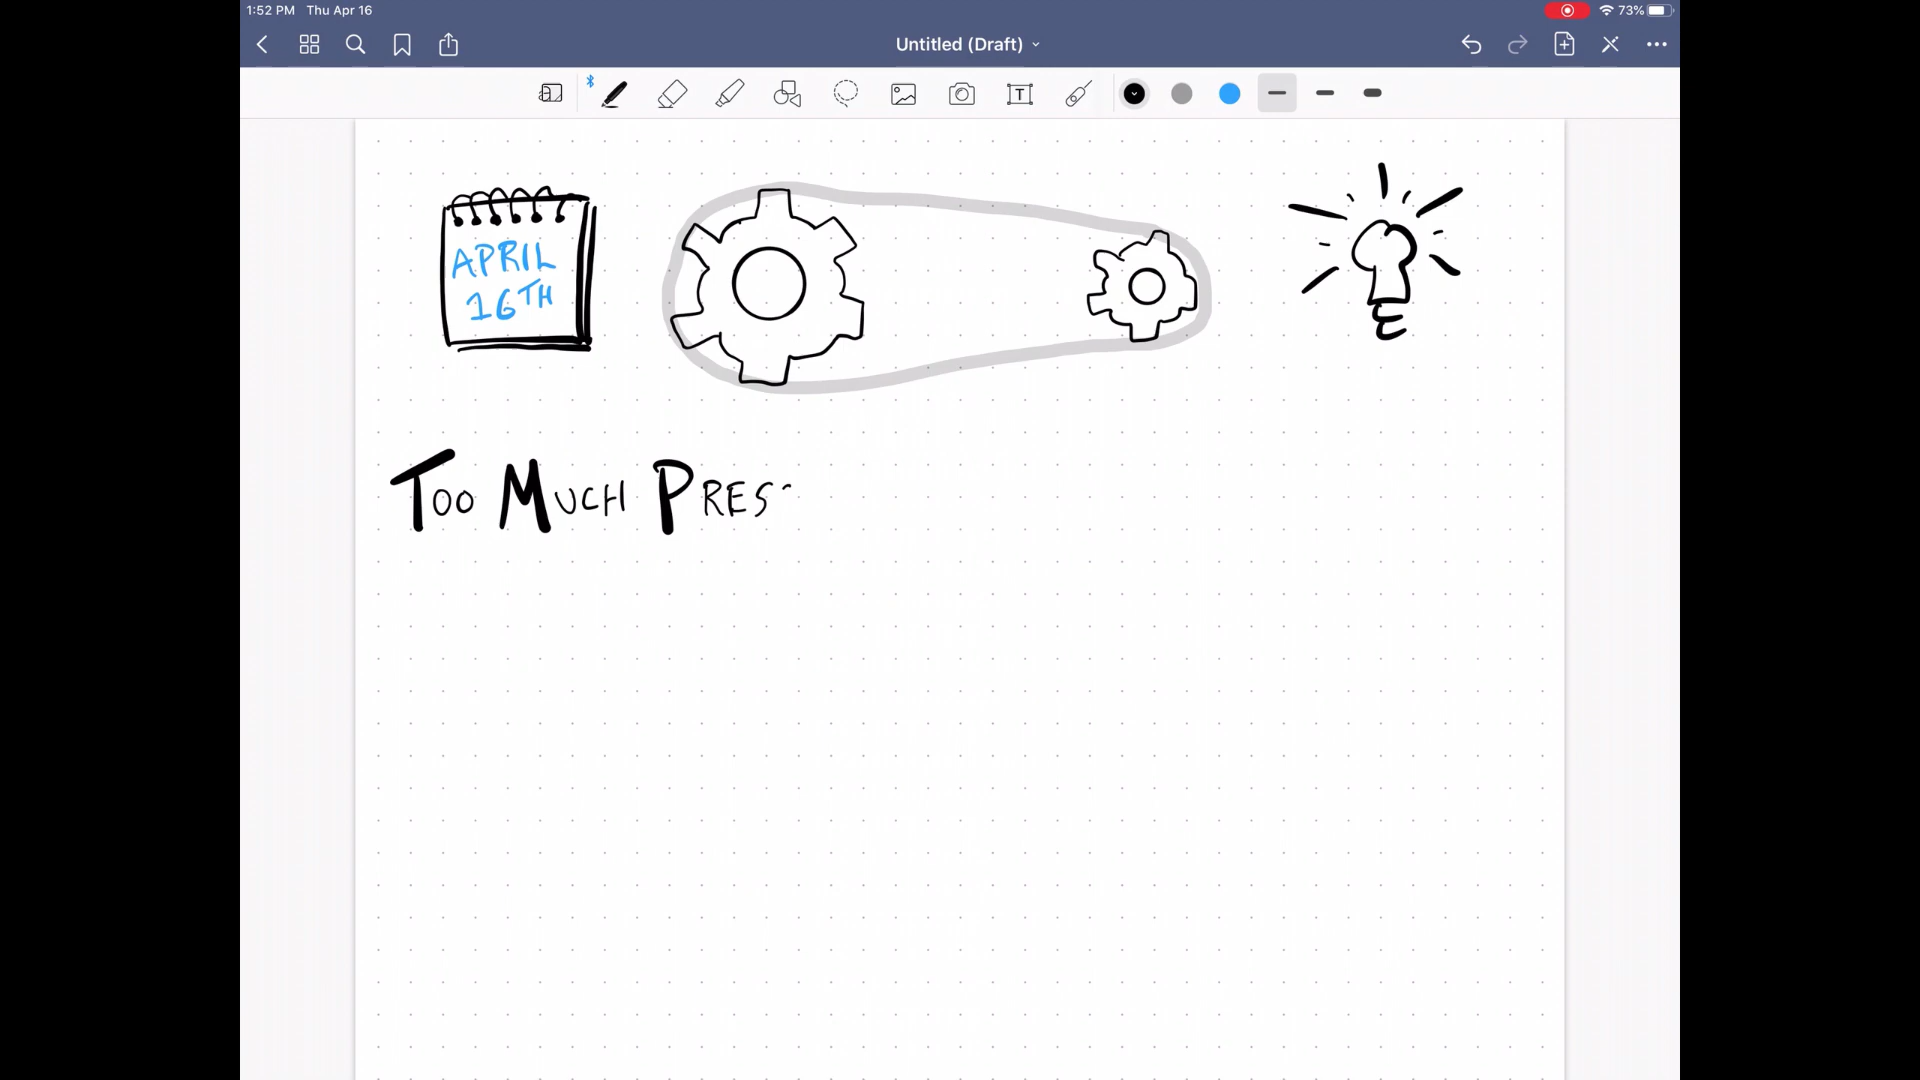 1:52 PM Thu Apr 16
73%
Untitled (Draft)
APRIL
16TH
TOO MUCH PRES